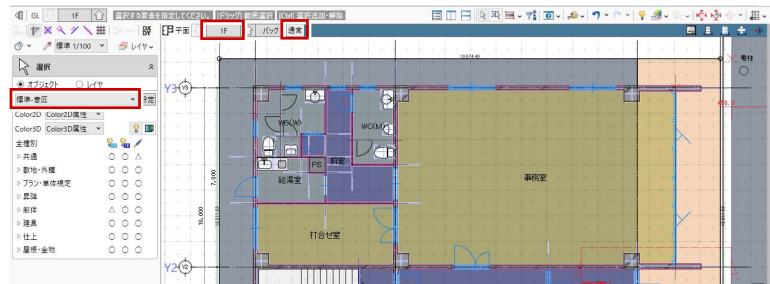 GL 1F 選択する要素を指定してください。 [ドラッグ] 範囲選択 [Ctrl] 選択追加・解除
平面 1F バック 通常
標準 1/100 レイヤ
選択
オブジェクト レイヤ
標準-意匠 設定
Color2D Color2D属性
Color3D Color3D属性
全種別
共通
敷地・外構
プラン・単体規定
昇降
躯体
建具
仕上
屋根・金物
電柱
Y3 Y3
WC(W)
WC(M)
PS
給湯室
事務室
7,000
10,000
打合せ室
Y2 Y2